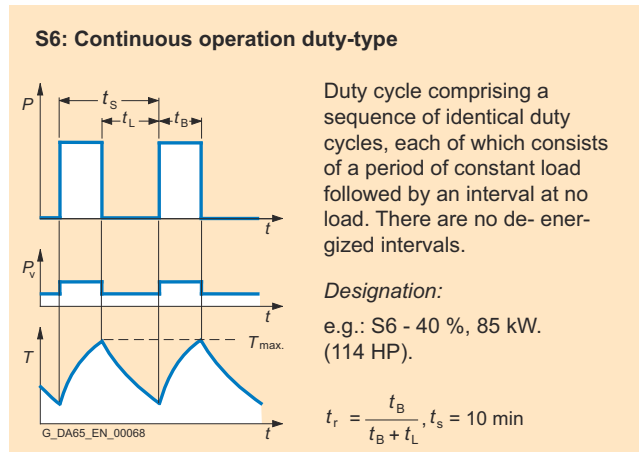 S6: Continuous operation duty-type
P
tS
tL
tB
t
Pv
t
T
Tmax.
t
G_DA65_EN_00068
Duty cycle comprising a
sequence of identical duty
cycles, each of which consists
of a period of constant load
followed by an interval at no
load. There are no de- ener-
gized intervals.
Designation:
e.g.: S6 - 40 %, 85 kW.
(114 HP).
tr = tB / (tB + tL), ts = 10 min